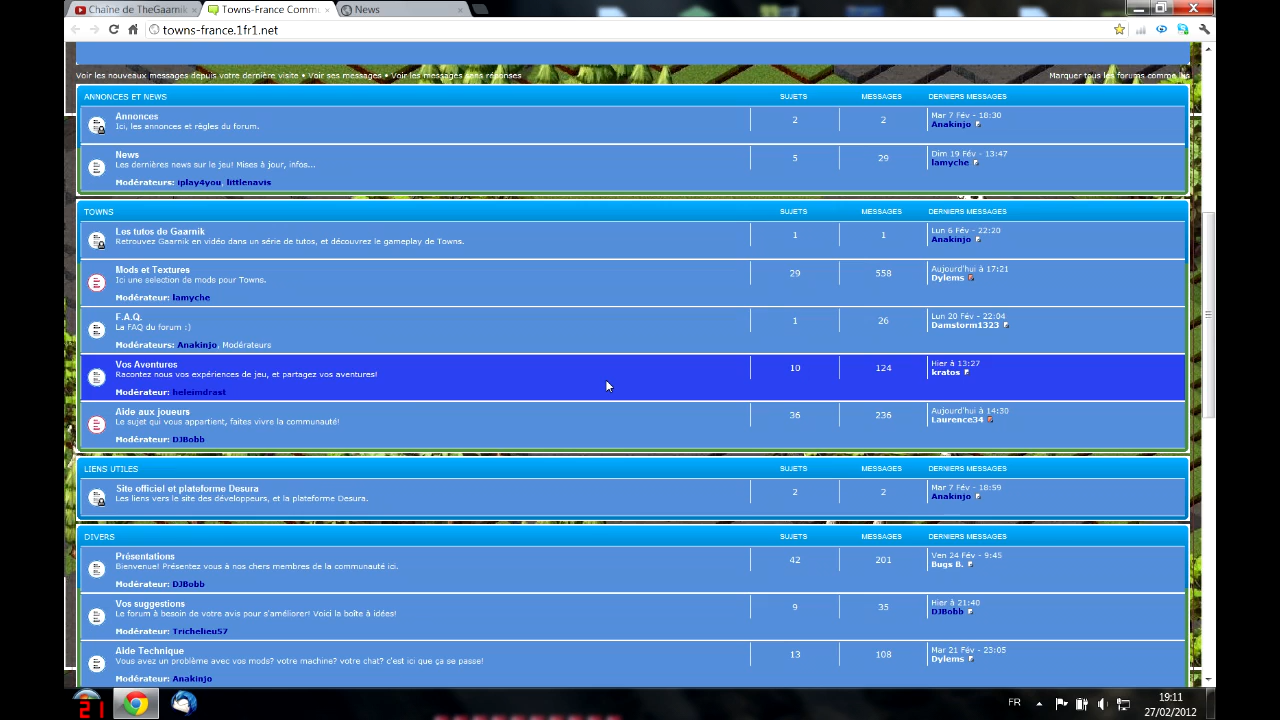 Chaîne de TheGaarnik
Towns-France Commu
News
towns-france.1fr1.net
Voir les nouveaux messages depuis votre dernière visite • Voir ses messages • Voir les messages sans réponses
Marquer tous les forums comme lus
ANNONCES ET NEWS SUJETS MESSAGES DERNIERS MESSAGES
Annonces
Ici, les annonces et règles du forum.
2 2
Mar 7 Fév - 18:30
Anakinjo
News
Les dernières news sur le jeu! Mises à jour, infos...
Modérateurs: iplay4you, littlenavis
5 29
Dim 19 Fév - 13:47
lamyche
TOWNS SUJETS MESSAGES DERNIERS MESSAGES
Les tutos de Gaarnik
Retrouvez Gaarnik en vidéo dans un série de tutos, et découvrez le gameplay de Towns.
1 1
Lun 6 Fév - 22:20
Anakinjo
Mods et Textures
Ici une selection de mods pour Towns.
Modérateur: lamyche
29 558
Aujourd'hui à 17:21
Dylems
F.A.Q.
La FAQ du forum :)
Modérateurs: Anakinjo, Modérateurs
1 26
Lun 20 Fév - 22:04
Damstorm1323
Vos Aventures
Racontez nous vos expériences de jeu, et partagez vos aventures!
Modérateur: heleimdrast
10 124
Hier à 13:27
kratos
Aide aux joueurs
Le sujet qui vous appartient, faites vivre la communauté!
Modérateur: DJBobb
36 236
Aujourd'hui à 14:30
Laurence34
LIENS UTILES SUJETS MESSAGES DERNIERS MESSAGES
Site officiel et plateforme Desura
Les liens vers le site des développeurs, et la plateforme Desura.
2 2
Mar 7 Fév - 18:59
Anakinjo
DIVERS SUJETS MESSAGES DERNIERS MESSAGES
Présentations
Bienvenue! Présentez vous à nos chers membres de la communauté ici.
Modérateur: DJBobb
42 201
Ven 24 Fév - 9:45
Bugs B.
Vos suggestions
Le forum à besoin de votre avis pour s'améliorer! Voici la boîte à idées!
Modérateur: Trichelieu57
9 35
Hier à 21:40
DJBobb
Aide Technique
Vous avez un problème avec vos mods? votre machine? votre chat? c'est ici que ça se passe!
Modérateur: Anakinjo
13 108
Mar 21 Fév - 23:05
Dylems
21
FR
19:11
27/02/2012